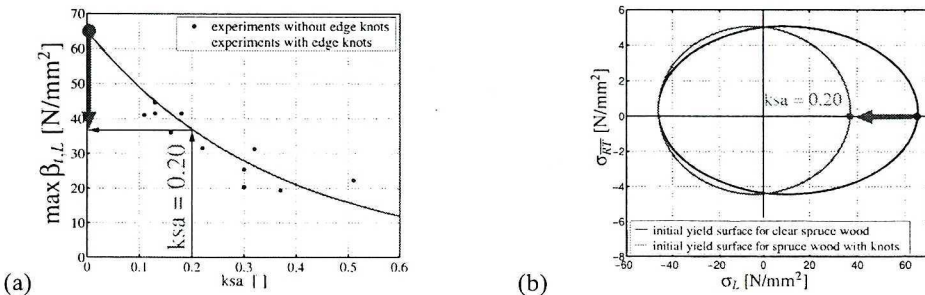 70
60
50
40
30
20
10
0
max β_{t,L} [N/mm²]
• experiments without edge knots
experiments with edge knots
ksa = 0.20
0 0.1 0.2 0.3 0.4 0.5 0.6
ksa [ ]
(a)
6
4
2
0
-2
-4
-6
-8
σ_{RT} [N/mm²]
ksa = 0.20
initial yield surface for clear spruce wood
initial yield surface for spruce wood with knots
-60 -40 -20 0 20 40 60
σ_L [N/mm²]
(b)